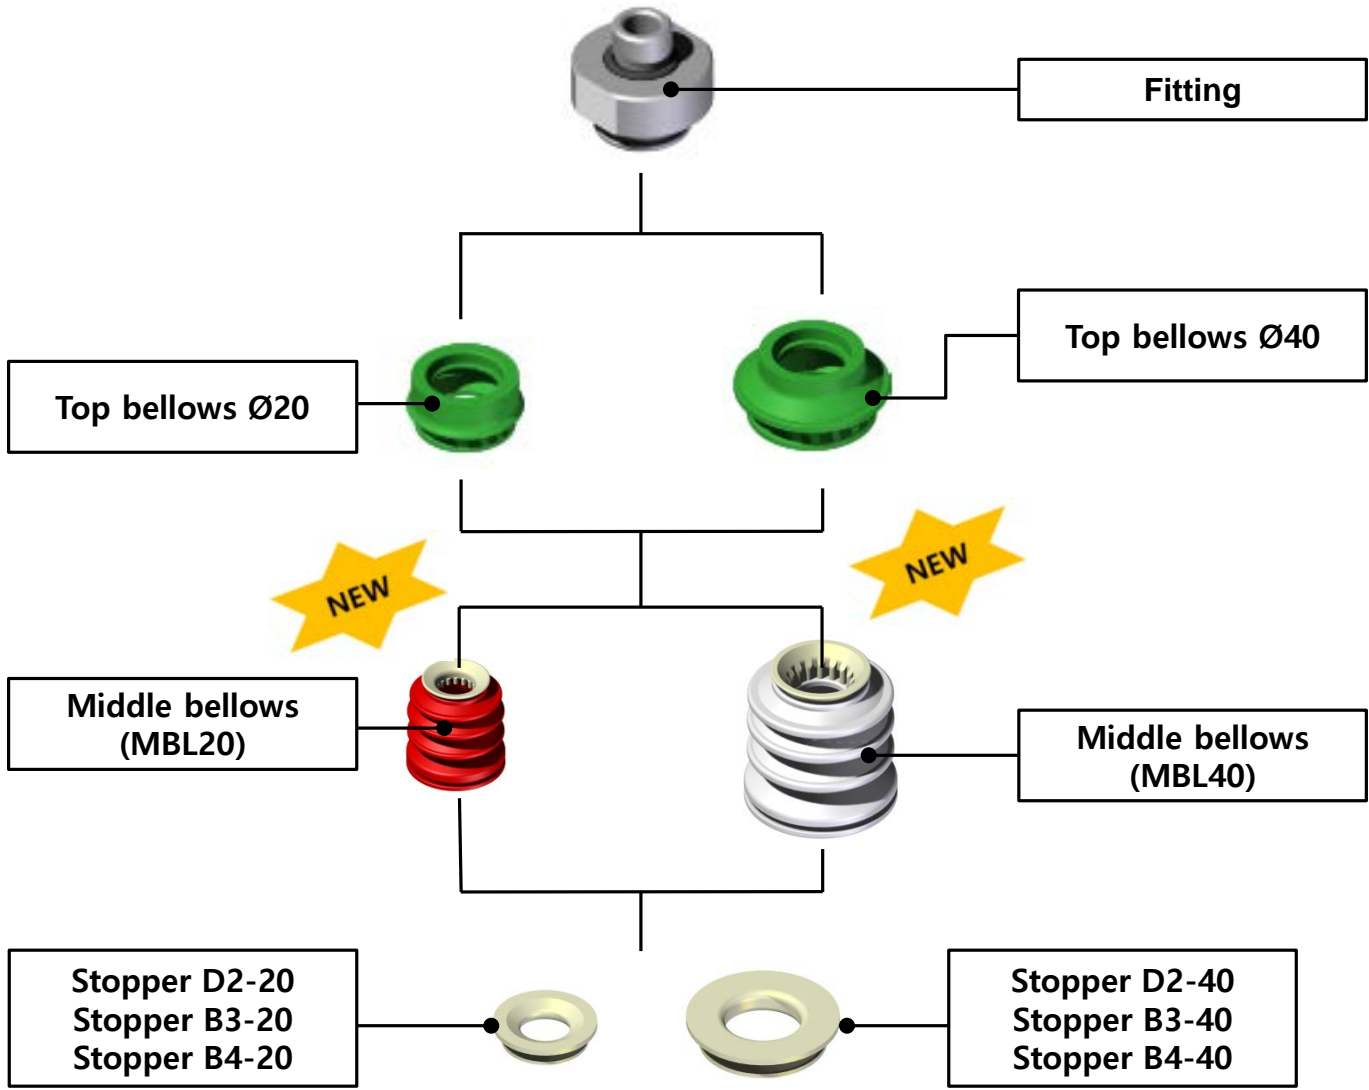 Fitting
Top bellows Ø40
Top bellows Ø20
NEW
NEW
Middle bellows
(MBL20)
Middle bellows
(MBL40)
Stopper D2-20
Stopper B3-20
Stopper B4-20
Stopper D2-40
Stopper B3-40
Stopper B4-40